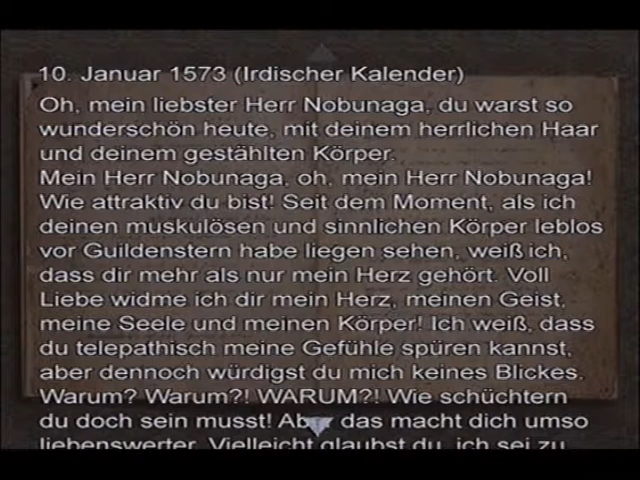 10. Januar 1573 (Irdischer Kalender)
Oh, mein liebster Herr Nobunaga, du warst so
wunderschön heute, mit deinem herrlichen Haar
und deinem gestählten Körper.
Mein Herr Nobunaga, oh, mein Herr Nobunaga!
Wie attraktiv du bist! Seit dem Moment, als ich
deinen muskulösen und sinnlichen Körper leblos
vor Guildenstern habe liegen sehen, weiß ich,
dass dir mehr als nur mein Herz gehört. Voll
Liebe widme ich dir mein Herz, meinen Geist,
meine Seele und meinen Körper! Ich weiß, dass
du telepathisch meine Gefühle spüren kannst,
aber dennoch würdigst du mich keines Blickes.
Warum? Warum?! WARUM?! Wie schüchtern
du doch sein musst! Aber das macht dich umso
liebenswerter. Vielleicht glaubst du, ich sei zu